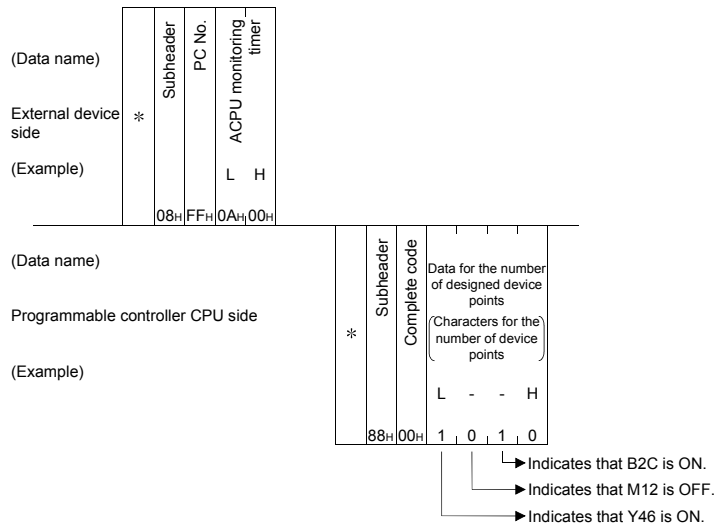 (Data name)
External device
side
(Example)
*
Subheader
PC No.
ACPU monitoring
timer
L H
08H FFH 0AH 00H
(Data name)
Programmable controller CPU side
(Example)
*
Subheader
Complete code
Data for the number
of designed device
points
(Characters for the
number of device
points)
L - - H
88H 00H 1 0 1 0
Indicates that B2C is ON.
Indicates that M12 is OFF.
Indicates that Y46 is ON.